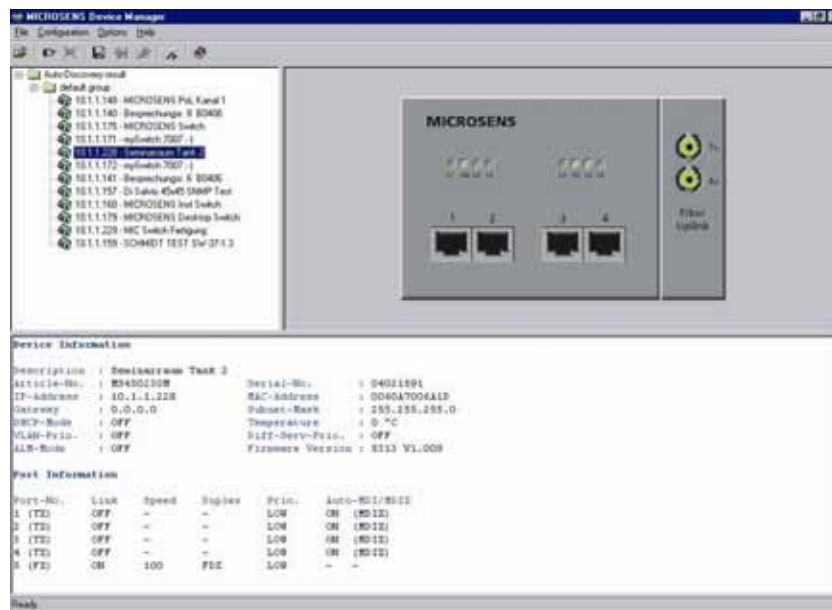 MICROSENS Device Manager
File Configuration Options Help
Auto Discovery result
default group
10.1.1.148 - MICROSENS PoL Kanal 1
10.1.1.140 - Besprechungs. 6 B0408
10.1.1.175 - MICROSENS Switch
10.1.1.171 - mySwitch 7007 - (
10.1.1.228 - Seminarraum Tank 2
10.1.1.172 - mySwitch 7007 - (
10.1.1.141 - Besprechungs. 6 B0406
10.1.1.157 - Di Salvo 45x45 SNMP Test
10.1.1.160 - MICROSENS Inst Switch
10.1.1.179 - MICROSENS Desktop Switch
10.1.1.229 - MIC Switch Fertigung
10.1.1.159 - SCHMIDT TEST SW-37-1.3
MICROSENS
1 2 3 4
Tx
Rx
Fiber
Uplink
Device Information
Description : Seminarraum Tank 2
Article-No. : MS450230M Serial-No. : 04021591
IP-Address : 10.1.1.228 MAC-Address : 0060A7006A1D
Gateway : 0.0.0.0 Subnet-Mask : 255.255.255.0
DHCP-Mode : OFF Temperature : 0 °C
VLAN-Prio. : OFF Diff-Serv-Prio. : OFF
ALR-Mode : OFF Firmware Version : S113 V1.008
Port Information
Port-No. Link Speed Duplex Prio. Auto-MDI/MDIX
1 (TX) OFF - - LOW ON (MDIX)
2 (TX) OFF - - LOW ON (MDIX)
3 (TX) OFF - - LOW ON (MDIX)
4 (TX) OFF - - LOW ON (MDIX)
5 (FX) ON 100 FDX LOW - -
Ready